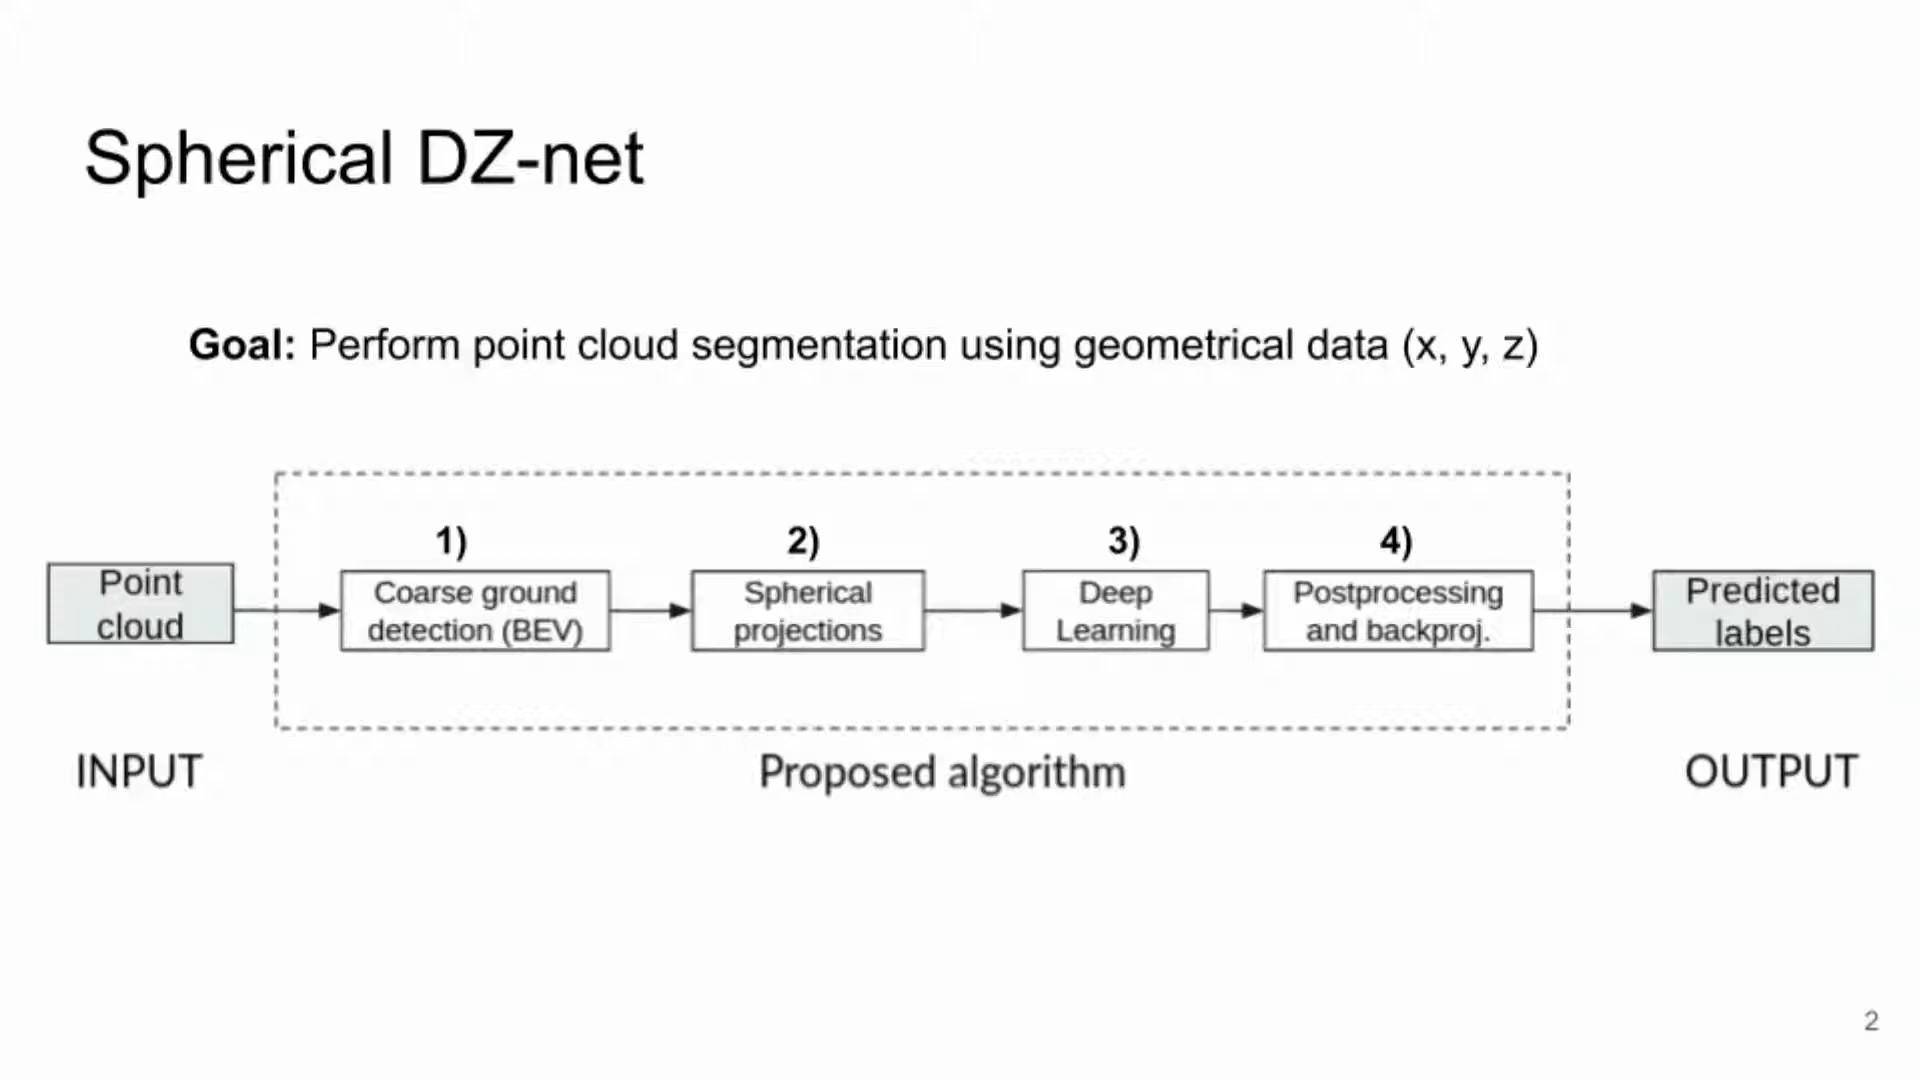 Spherical DZ-net
Goal: Perform point cloud segmentation using geometrical data (x, y, z)
Point
cloud
1)
Coarse ground
detection (BEV)
2)
Spherical
projections
3)
Deep
Learning
4)
Postprocessing
and backproj.
Predicted
labels
INPUT
Proposed algorithm
OUTPUT
2